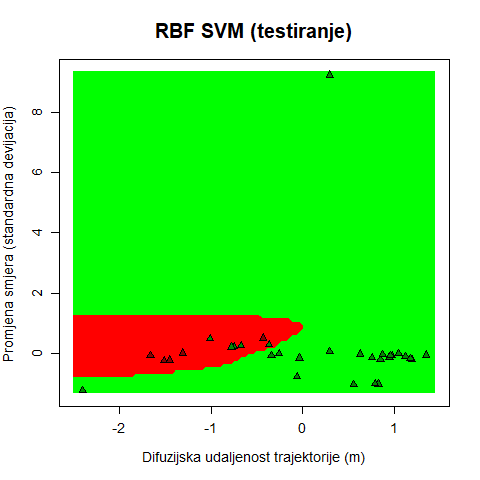 RBF SVM (testiranje)
Promjena smjera (standardna devijacija)
8
6
4
2
0
-2 -1 0 1
Difuzijska udaljenost trajektorije (m)